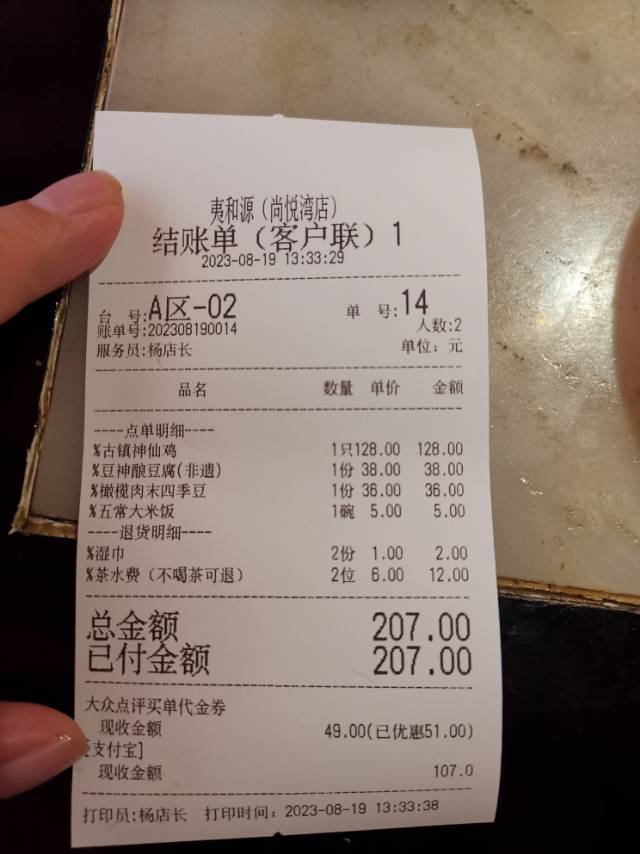 夷和源（尚悦湾店）
结账单（客户联）1
2023-08-19 13:33:29
台 号:A区-02 单 号:14
账单号:202308190014 人数:2
服务员:杨店长 单位：元
品名 数量 单价 金额
----点单明细----
%古镇神仙鸡 1只128.00 128.00
%豆神酿豆腐(非遗) 1份 38.00 38.00
%橄榄肉末四季豆 1份 36.00 36.00
%五常大米饭 1碗 5.00 5.00
----退货明细----
%湿巾 2份 1.00 2.00
%茶水费（不喝茶可退） 2位 6.00 12.00
总金额 207.00
已付金额 207.00
大众点评买单代金券
现收金额 49.00(已优惠51.00)
[支付宝]
现收金额 107.0
打印员:杨店长 打印时间：2023-08-19 13:33:38